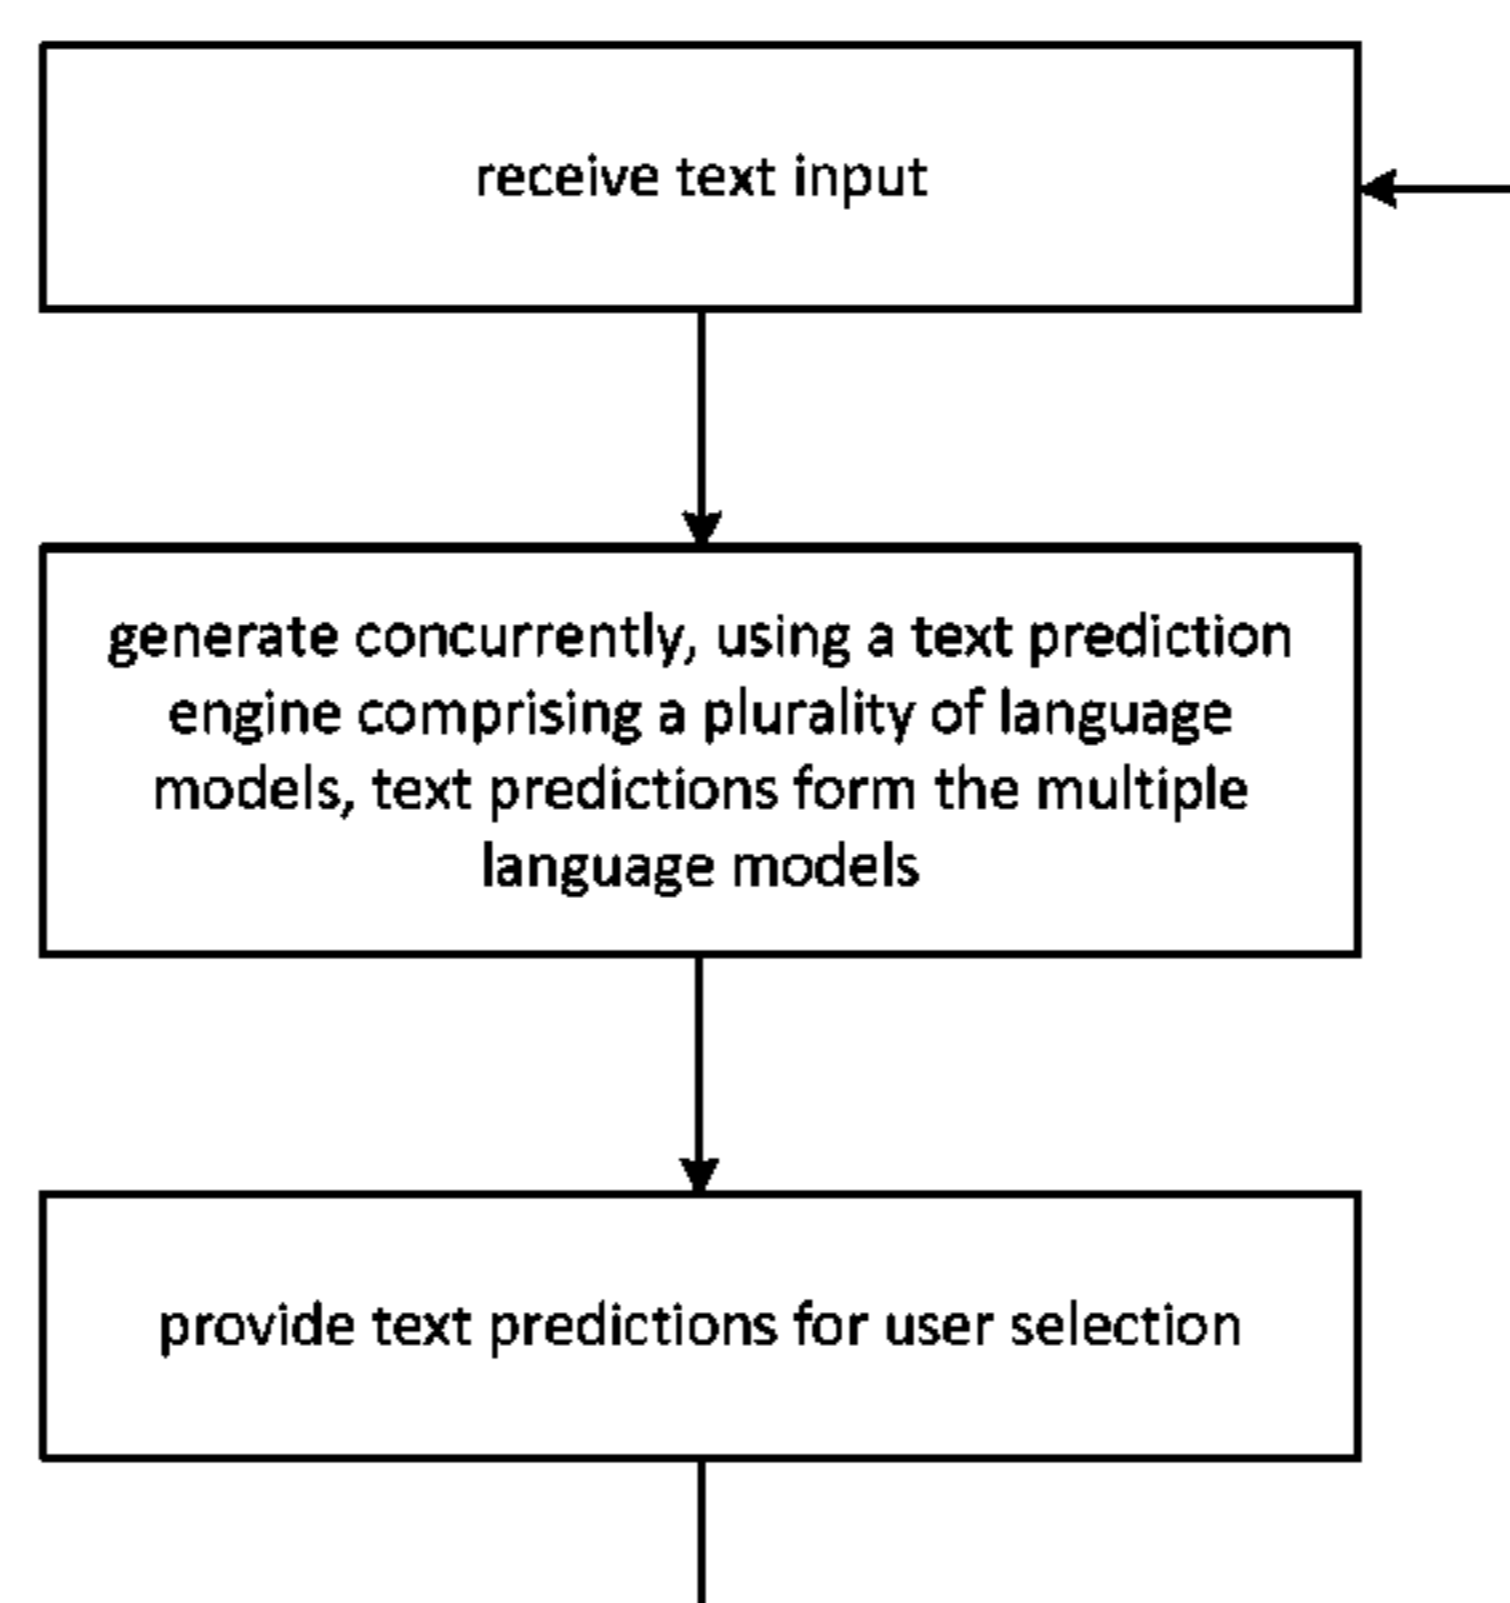 receive text input
generate concurrently, using a text prediction
engine comprising a plurality of language
models, text predictions form the multiple
language models
provide text predictions for user selection